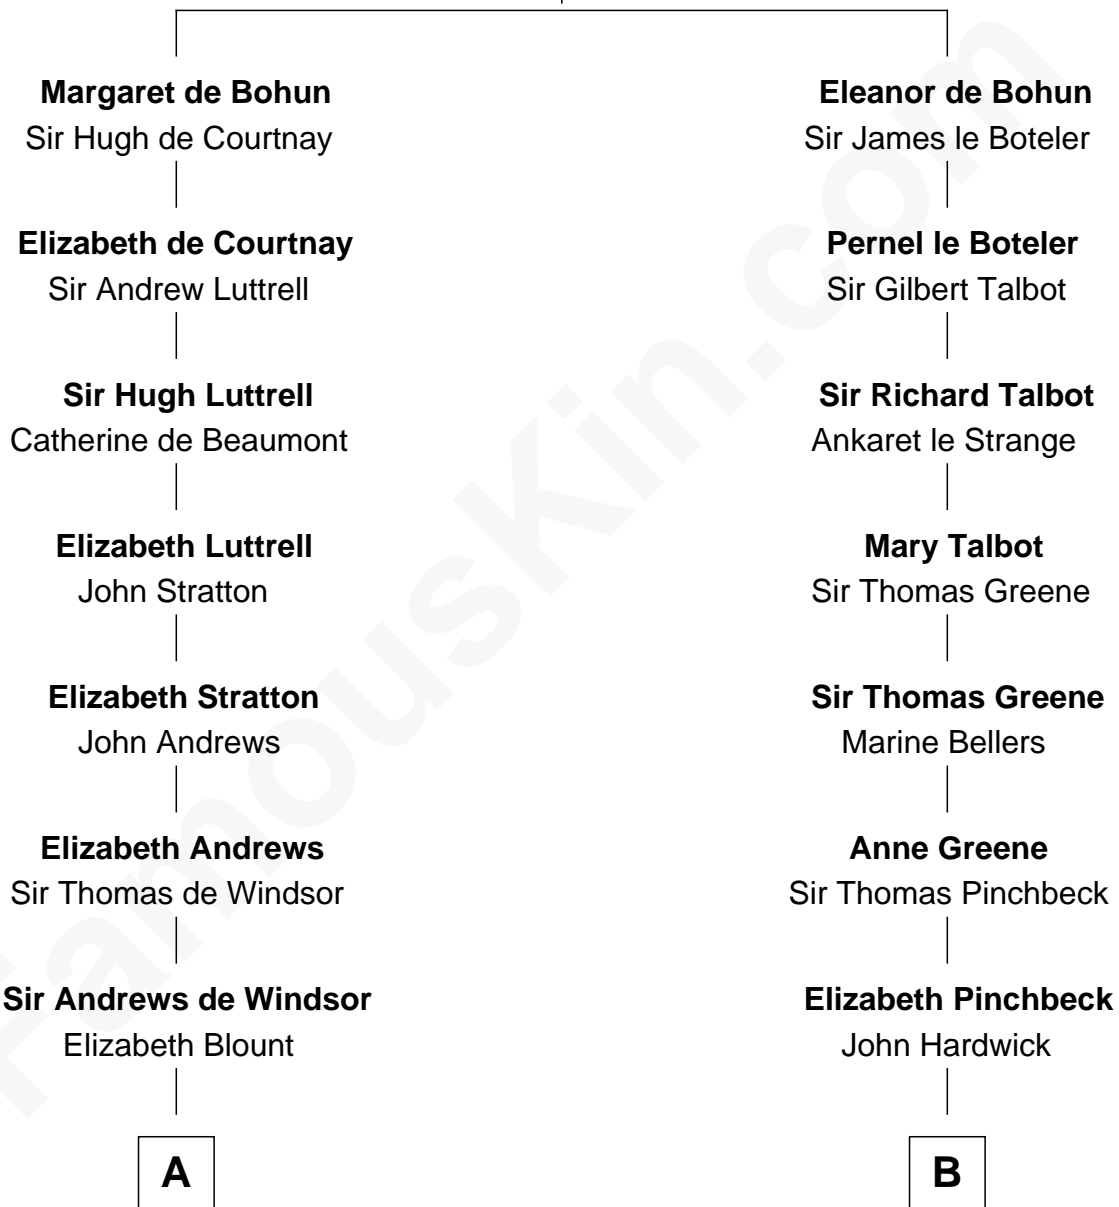 Margaret de Bohun
Sir Hugh de Courtnay
Eleanor de Bohun
Sir James le Boteler
Elizabeth de Courtnay
Sir Andrew Luttrell
Pernel le Boteler
Sir Gilbert Talbot
Sir Hugh Luttrell
Catherine de Beaumont
Sir Richard Talbot
Ankaret le Strange
Elizabeth Luttrell
John Stratton
Mary Talbot
Sir Thomas Greene
Elizabeth Stratton
John Andrews
Sir Thomas Greene
Marine Bellers
Elizabeth Andrews
Sir Thomas de Windsor
Anne Greene
Sir Thomas Pinchbeck
Sir Andrews de Windsor
Elizabeth Blount
Elizabeth Pinchbeck
John Hardwick
A
B
FamousKin.com